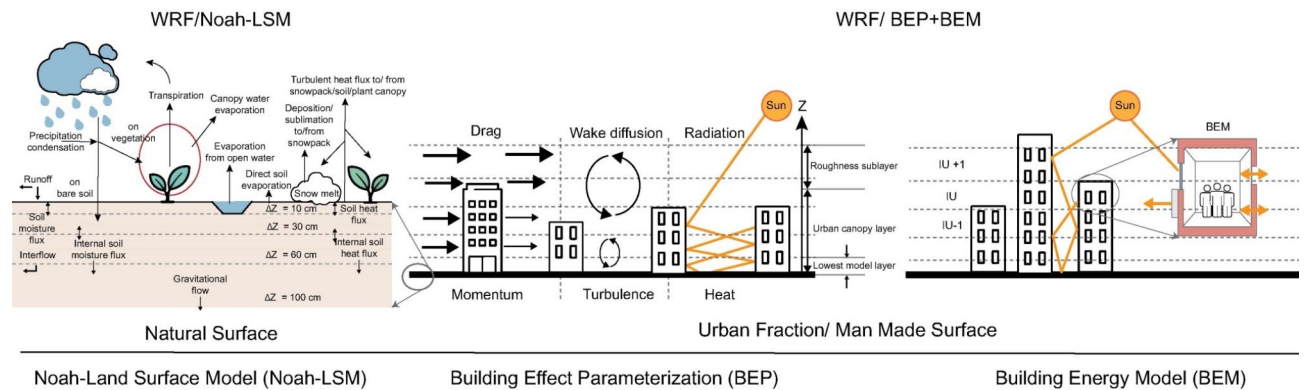 WRF/Noah-LSM
WRF/ BEP+BEM
Turbulent heat flux to/ from
snowpack/soil/plant canopy
Transpiration
Canopy water
evaporation
Deposition/
sublimation
to/from
snowpack
on
vegetation
Precipitation
condensation
Evaporation
from open water
Direct soil
evaporation
Snow melt
Runoff
on
bare soil
Soil
moisture
flux
ΔZ = 10 cm
Soil heat
flux
ΔZ = 30 cm
Internal soil
moisture flux
Internal soil
heat flux
Interflow
ΔZ = 60 cm
Gravitational
flow
ΔZ = 100 cm
Natural Surface
Drag
Wake diffusion
Radiation
Sun
Z
Roughness sublayer
Urban canopy layer
Lowest model layer
Momentum
Turbulence
Heat
Sun
BEM
IU +1
IU
IU-1
Urban Fraction/ Man Made Surface
Noah-Land Surface Model (Noah-LSM)
Building Effect Parameterization (BEP)
Building Energy Model (BEM)